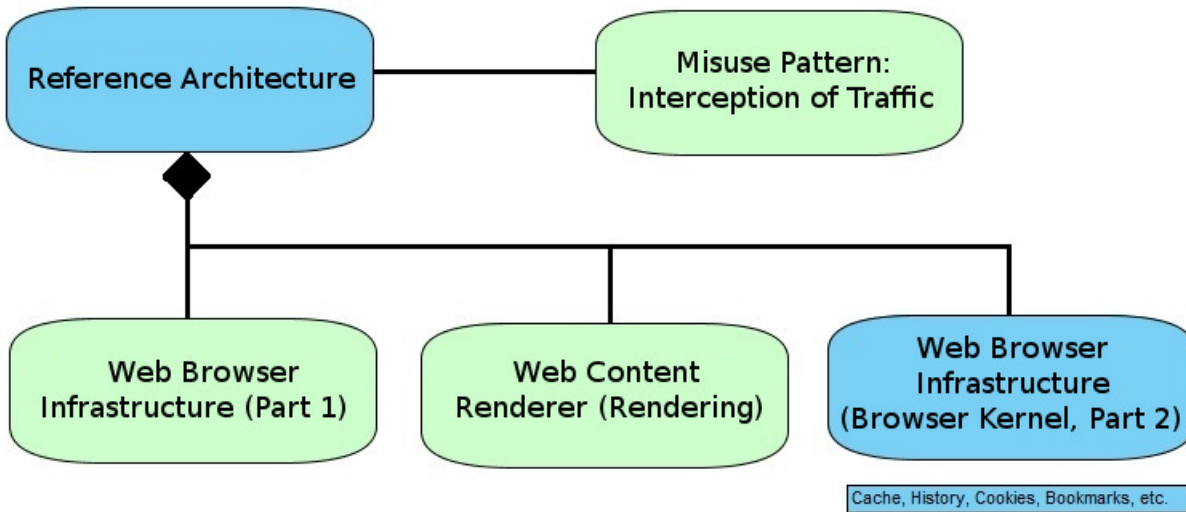 Reference Architecture
Misuse Pattern:
Interception of Traffic
Web Browser
Infrastructure (Part 1)
Web Content
Renderer (Rendering)
Web Browser
Infrastructure
(Browser Kernel, Part 2)
Cache, History, Cookies, Bookmarks, etc.